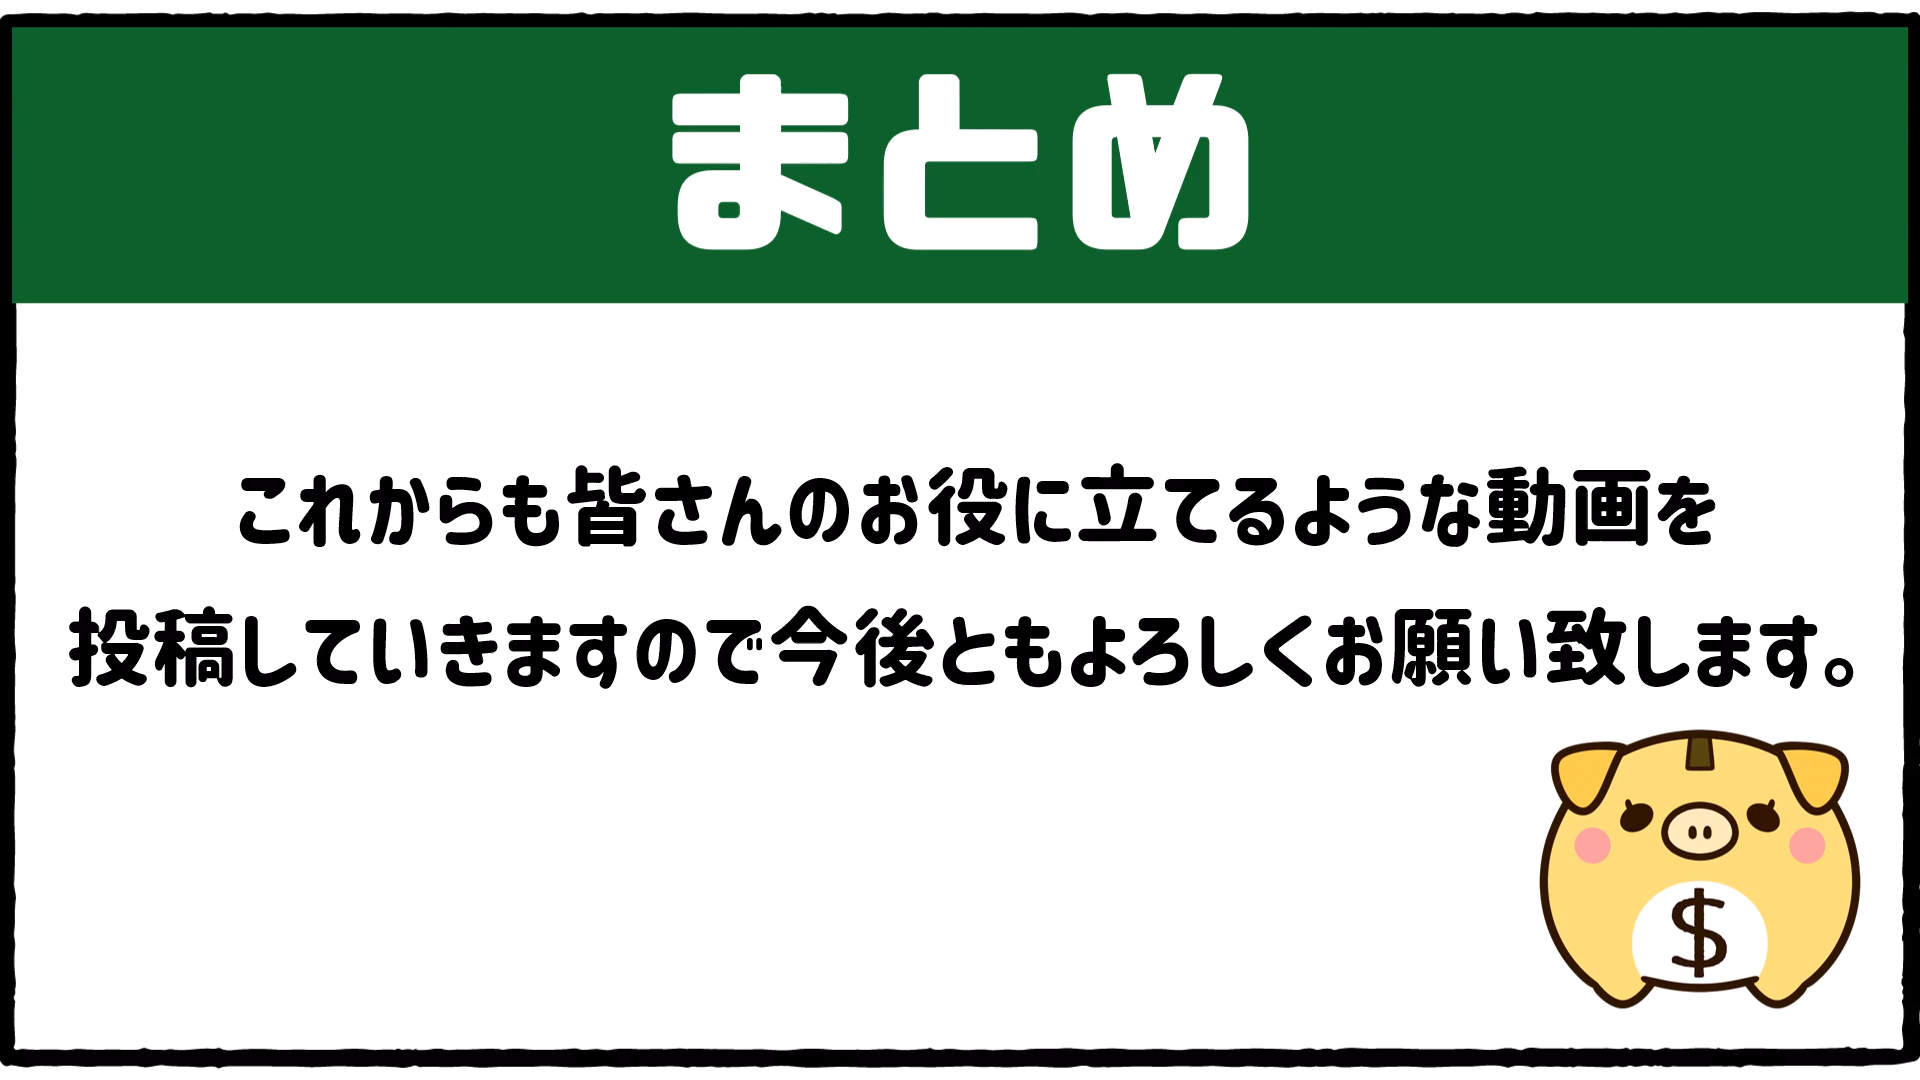 まとめ
これからも皆さんのお役に立てるような動画を
投稿していきますので今後ともよろしくお願い致します。
$